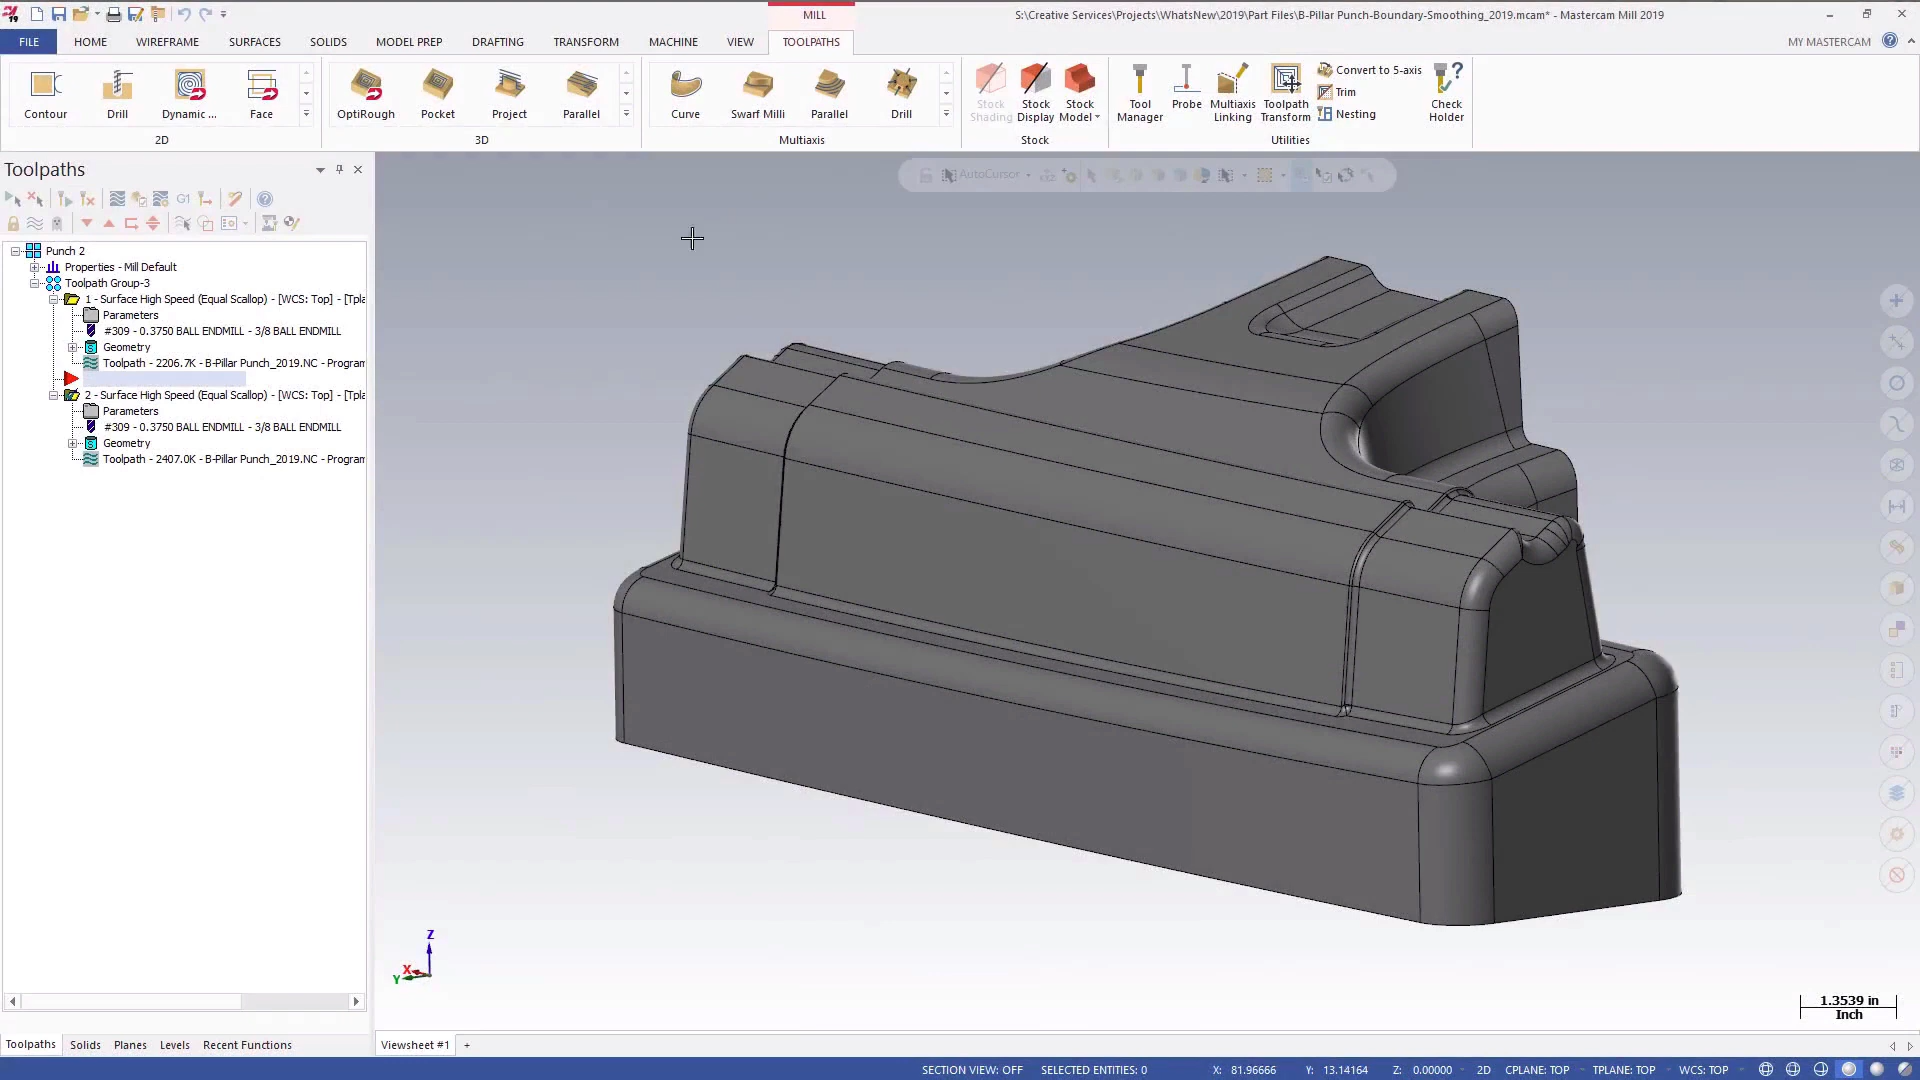 MILL
S:\Creative Services\Projects\WhatsNew\2019\Part Files\B-Pillar Punch-Boundary-Smoothing_2019.mcam* - Mastercam Mill 2019
FILE HOME WIREFRAME SURFACES SOLIDS MODEL PREP DRAFTING TRANSFORM MACHINE VIEW TOOLPATHS MY MASTERCAM
Contour Drill Dynamic ... Face
2D
OptiRough Pocket Project Parallel
3D
Curve Swarf Milli Parallel Drill
Multiaxis
Stock Shading
Stock Display
Stock Model
Stock
Tool Manager
Probe
Multiaxis Linking
Toolpath Transform
Convert to 5-axis
Trim
Nesting
Check Holder
Utilities
Toolpaths
AutoCursor
G1
Punch 2
Properties - Mill Default
Toolpath Group-3
1 - Surface High Speed (Equal Scallop) - [WCS: Top] - [Tpla
Parameters
#309 - 0.3750 BALL ENDMILL - 3/8 BALL ENDMILL
Geometry
Toolpath - 2206.7K - B-Pillar Punch_2019.NC - Program
2 - Surface High Speed (Equal Scallop) - [WCS: Top] - [Tpla
Parameters
#309 - 0.3750 BALL ENDMILL - 3/8 BALL ENDMILL
Geometry
Toolpath - 2407.0K - B-Pillar Punch_2019.NC - Program
Z
X
Y
1.3539 in
Inch
Toolpaths Solids Planes Levels Recent Functions
Viewsheet #1 +
SECTION VIEW: OFF SELECTED ENTITIES: 0 X: 81.96666 Y: 13.14164 Z: 0.00000 2D CPLANE: TOP TPLANE: TOP WCS: TOP